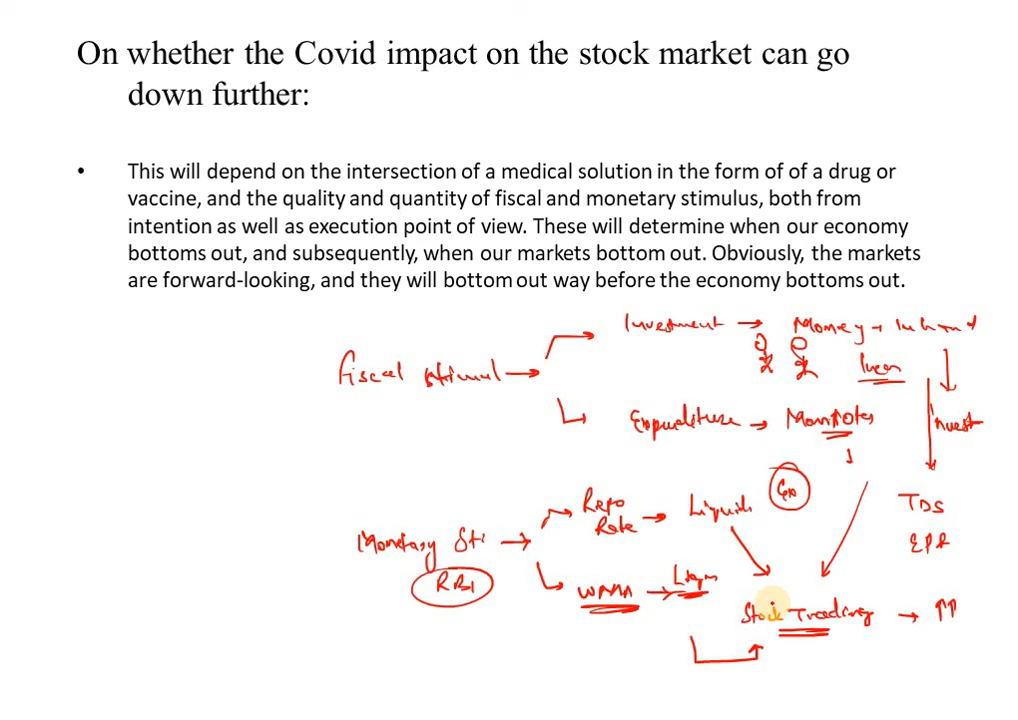 On whether the Covid impact on the stock market can go
down further:
• This will depend on the intersection of a medical solution in the form of of a drug or
vaccine, and the quality and quantity of fiscal and monetary stimulus, both from
intention as well as execution point of view. These will determine when our economy
bottoms out, and subsequently, when our markets bottom out. Obviously, the markets
are forward-looking, and they will bottom out way before the economy bottoms out.
Investment → Money
Fiscal stimul →
Expenditure →
Invest
Repo
Rate →
TDS
Monetary Sti →
RBI
WMA →
Stock Trading → ↑↑